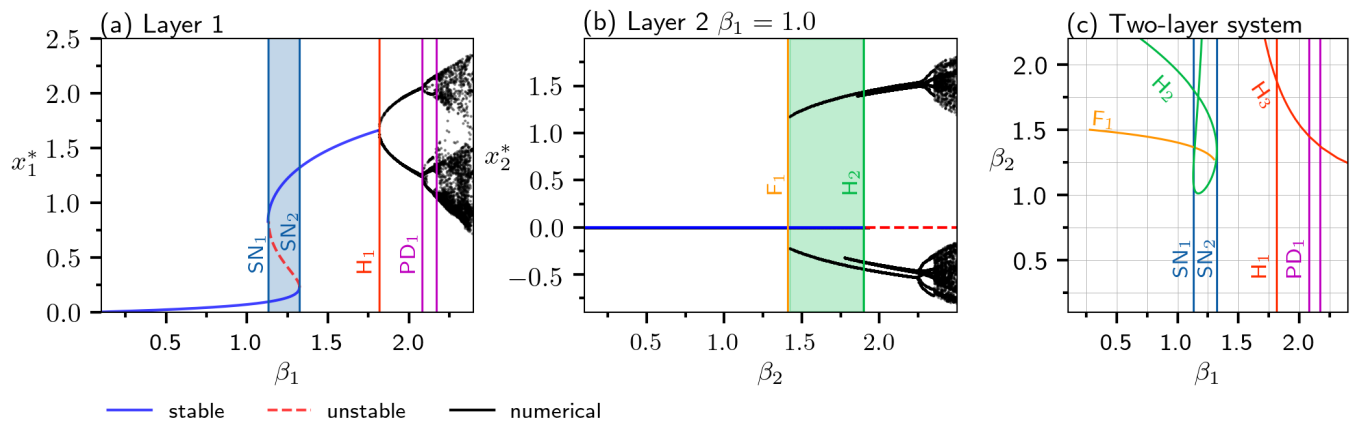 (a) Layer 1
x₁*
2.5
2.0
1.5
1.0
0.5
0.0
SN₁
SN₂
H₁
PD₁
0.5 1.0 1.5 2.0
β₁
(b) Layer 2 β₁ = 1.0
x₂*
1.5
1.0
0.5
0.0
−0.5
F₁
H₂
0.5 1.0 1.5 2.0
β₂
(c) Two-layer system
β₂
2.0
1.5
1.0
0.5
F₁
H₂
H₃
SN₁
SN₂
H₁
PD₁
0.5 1.0 1.5 2.0
β₁
stable unstable numerical